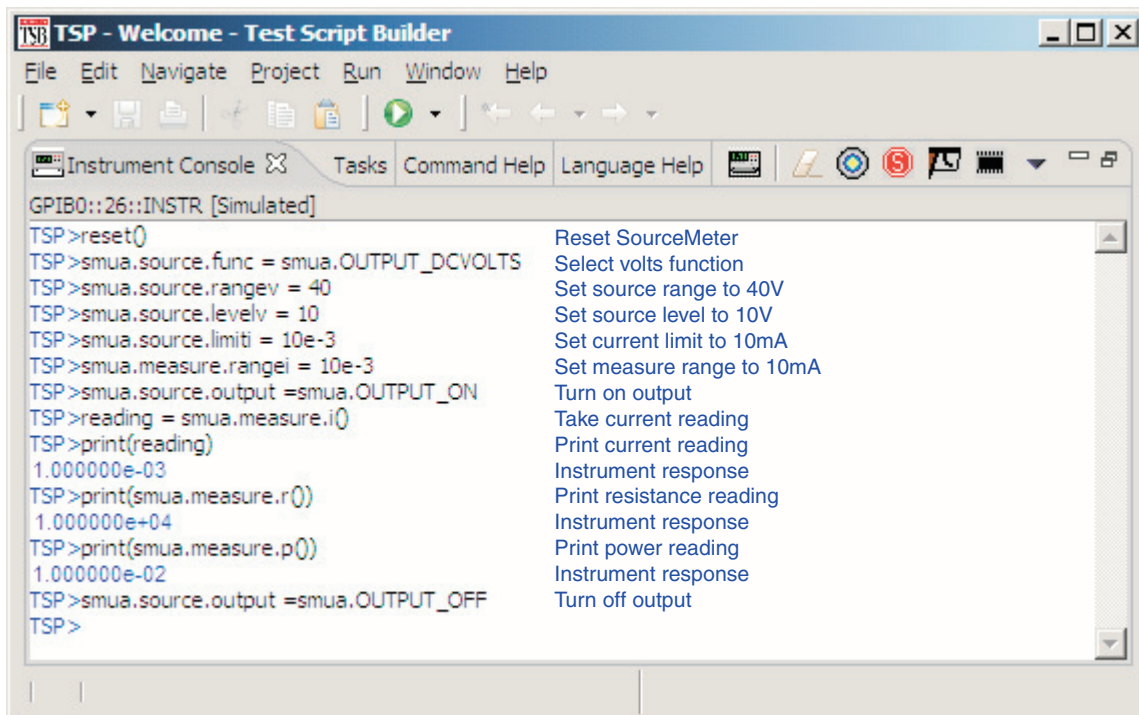 TSP - Welcome - Test Script Builder
File Edit Navigate Project Run Window Help
Instrument Console Tasks Command Help Language Help
GPIB0::26::INSTR [Simulated]
TSP>reset() Reset SourceMeter
TSP>smua.source.func = smua.OUTPUT_DCVOLTS Select volts function
TSP>smua.source.rangev = 40 Set source range to 40V
TSP>smua.source.levelv = 10 Set source level to 10V
TSP>smua.source.limiti = 10e-3 Set current limit to 10mA
TSP>smua.measure.rangei = 10e-3 Set measure range to 10mA
TSP>smua.source.output =smua.OUTPUT_ON Turn on output
TSP>reading = smua.measure.i() Take current reading
TSP>print(reading) Print current reading
1.000000e-03 Instrument response
TSP>print(smua.measure.r()) Print resistance reading
1.000000e+04 Instrument response
TSP>print(smua.measure.p()) Print power reading
1.000000e-02 Instrument response
TSP>smua.source.output =smua.OUTPUT_OFF Turn off output
TSP>